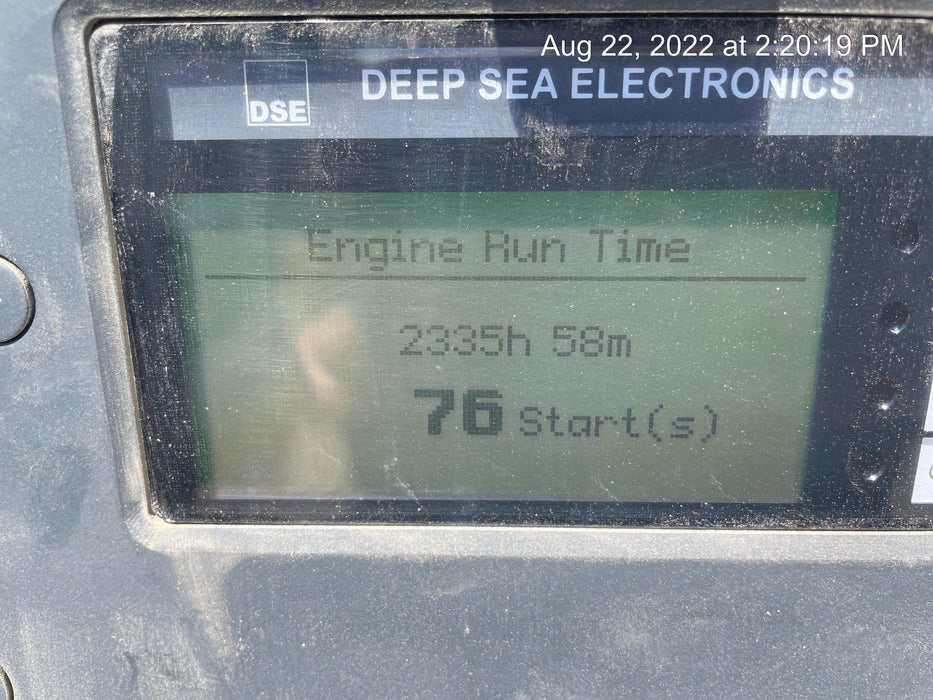 Aug 22, 2022 at 2:20:19 PM
DSE
DEEP SEA ELECTRONICS
Engine Run Time
2335h 58m
76 Start(s)